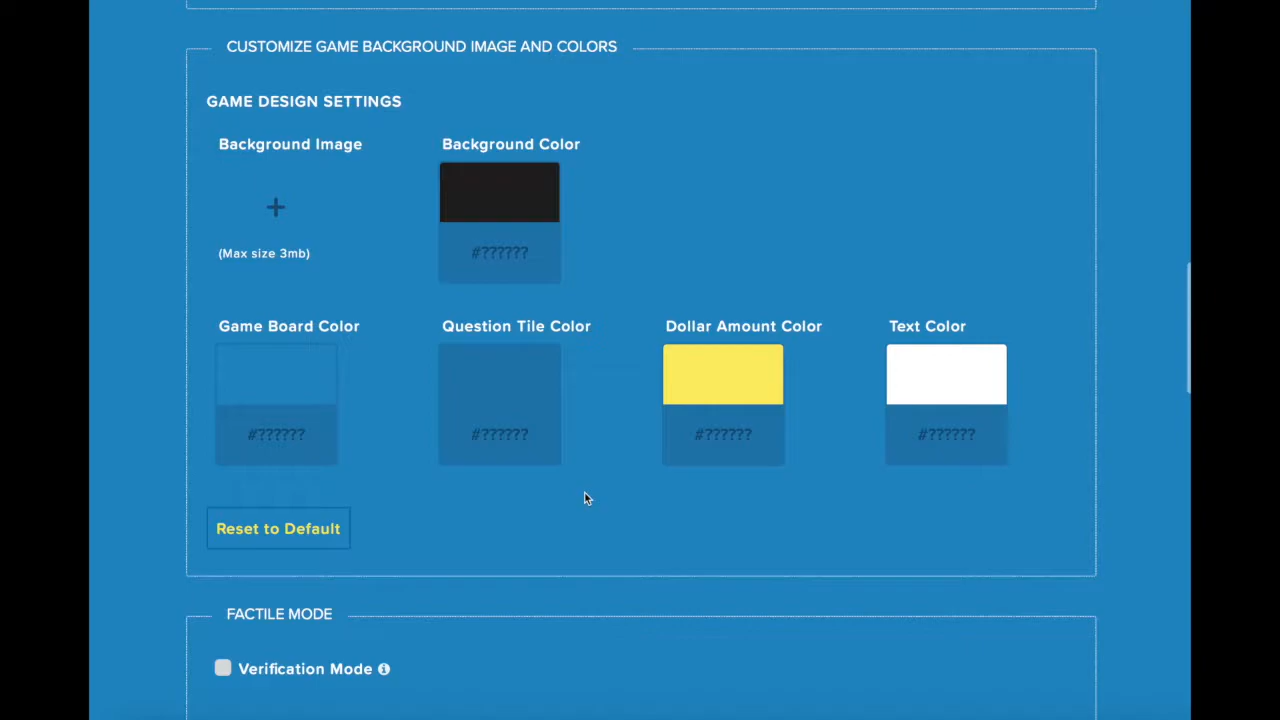 CUSTOMIZE GAME BACKGROUND IMAGE AND COLORS
GAME DESIGN SETTINGS
Background Image
Background Color
#??????
(Max size 3mb)
Game Board Color
Question Tile Color
Dollar Amount Color
Text Color
#??????
#??????
#??????
#??????
Reset to Default
FACTILE MODE
Verification Mode